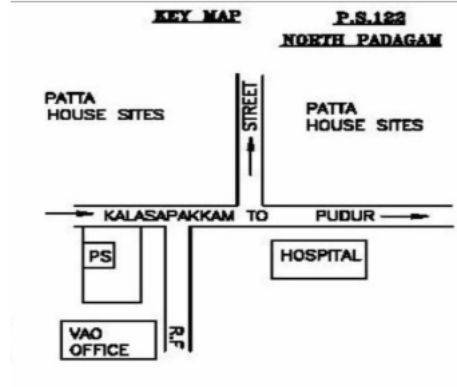 KEY MAP
P.S.122
NORTH PADAGAM
PATTA
HOUSE SITES
STREET
PATTA
HOUSE SITES
KALASAPAKKAM TO PUDUR
PS
HOSPITAL
R.F
VAO
OFFICE